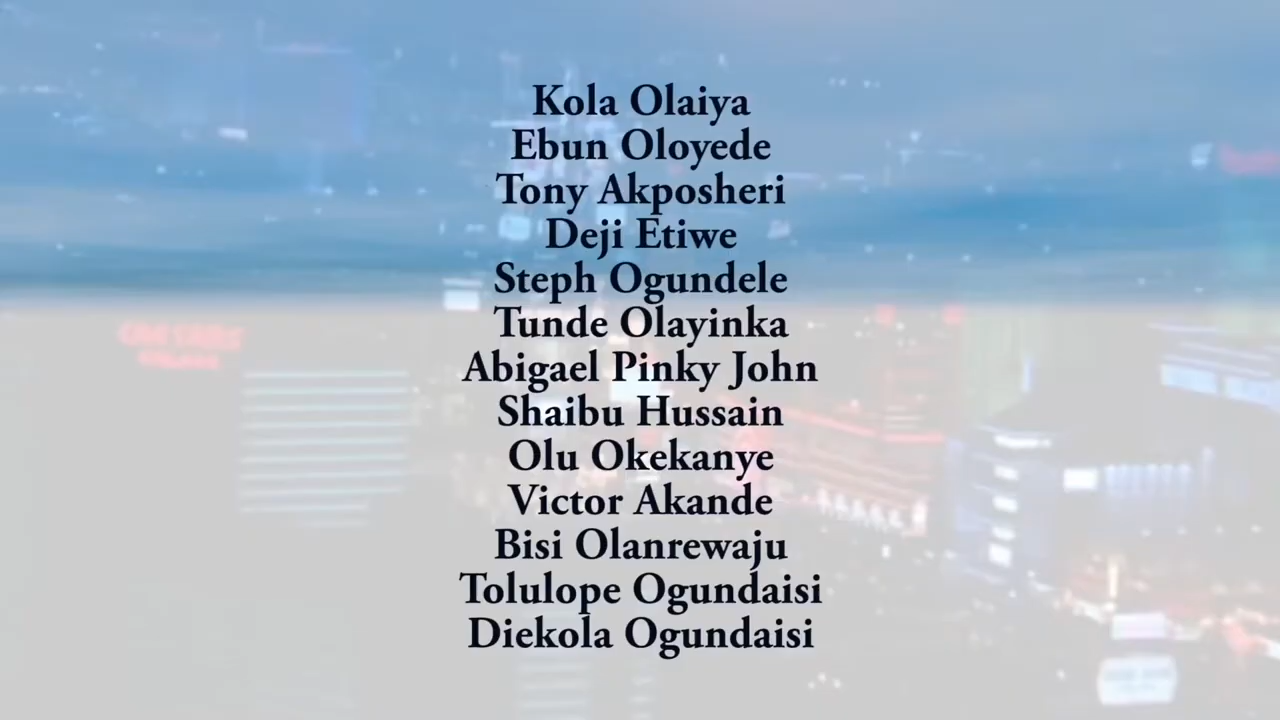 Kola Olaiya
Ebun Oloyede
Tony Akposheri
Deji Etiwe
Steph Ogundele
Tunde Olayinka
Abigael Pinky John
Shaibu Hussain
Olu Okekanye
Victor Akande
Bisi Olanrewaju
Tolulope Ogundaisi
Diekola Ogundaisi